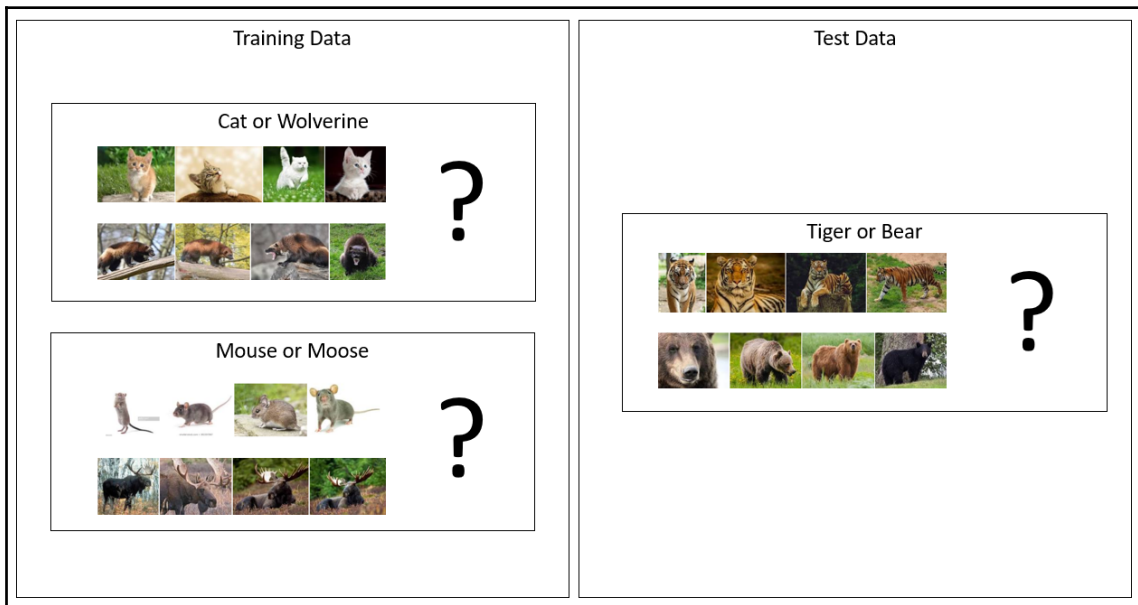 Training Data
Cat or Wolverine
?
Mouse or Moose
?
Test Data
Tiger or Bear
?